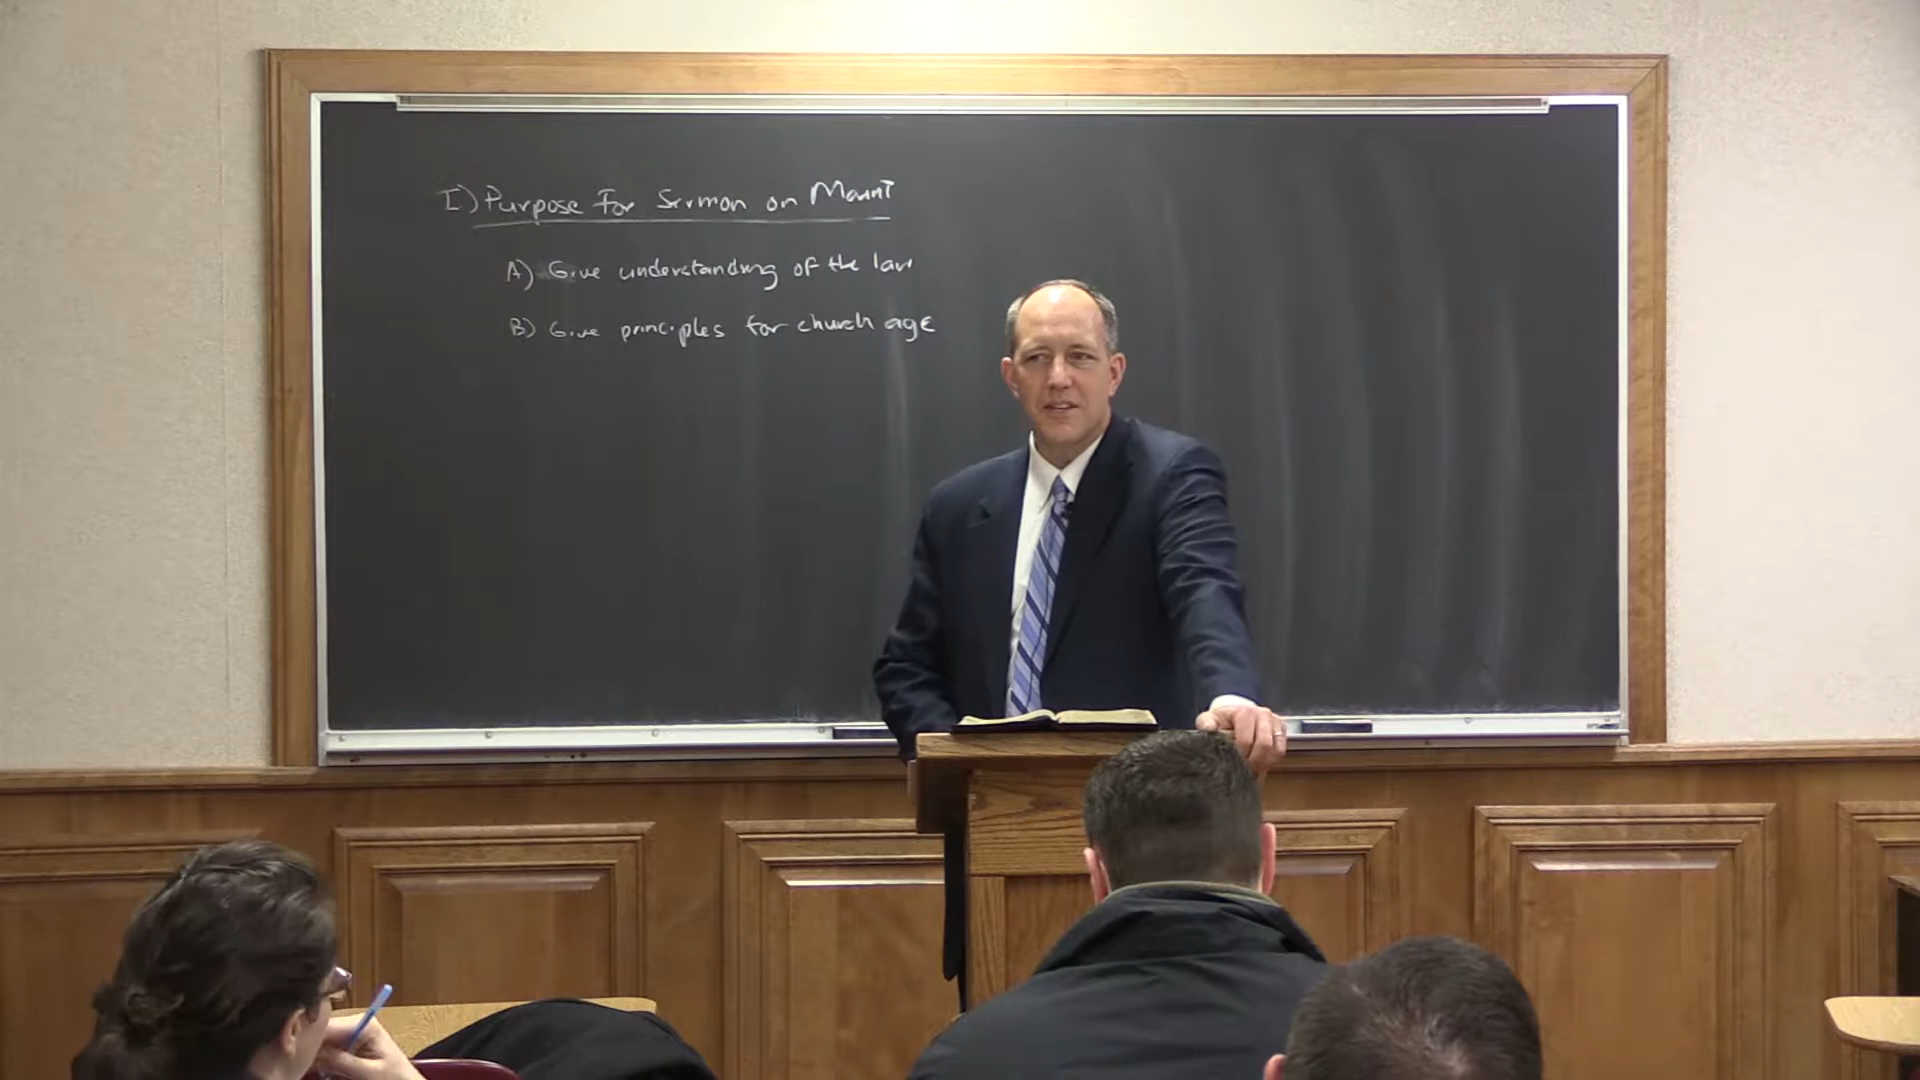 I) Purpose For Sermon on Mount
A) Give understanding of the law
B) Give principles for church age